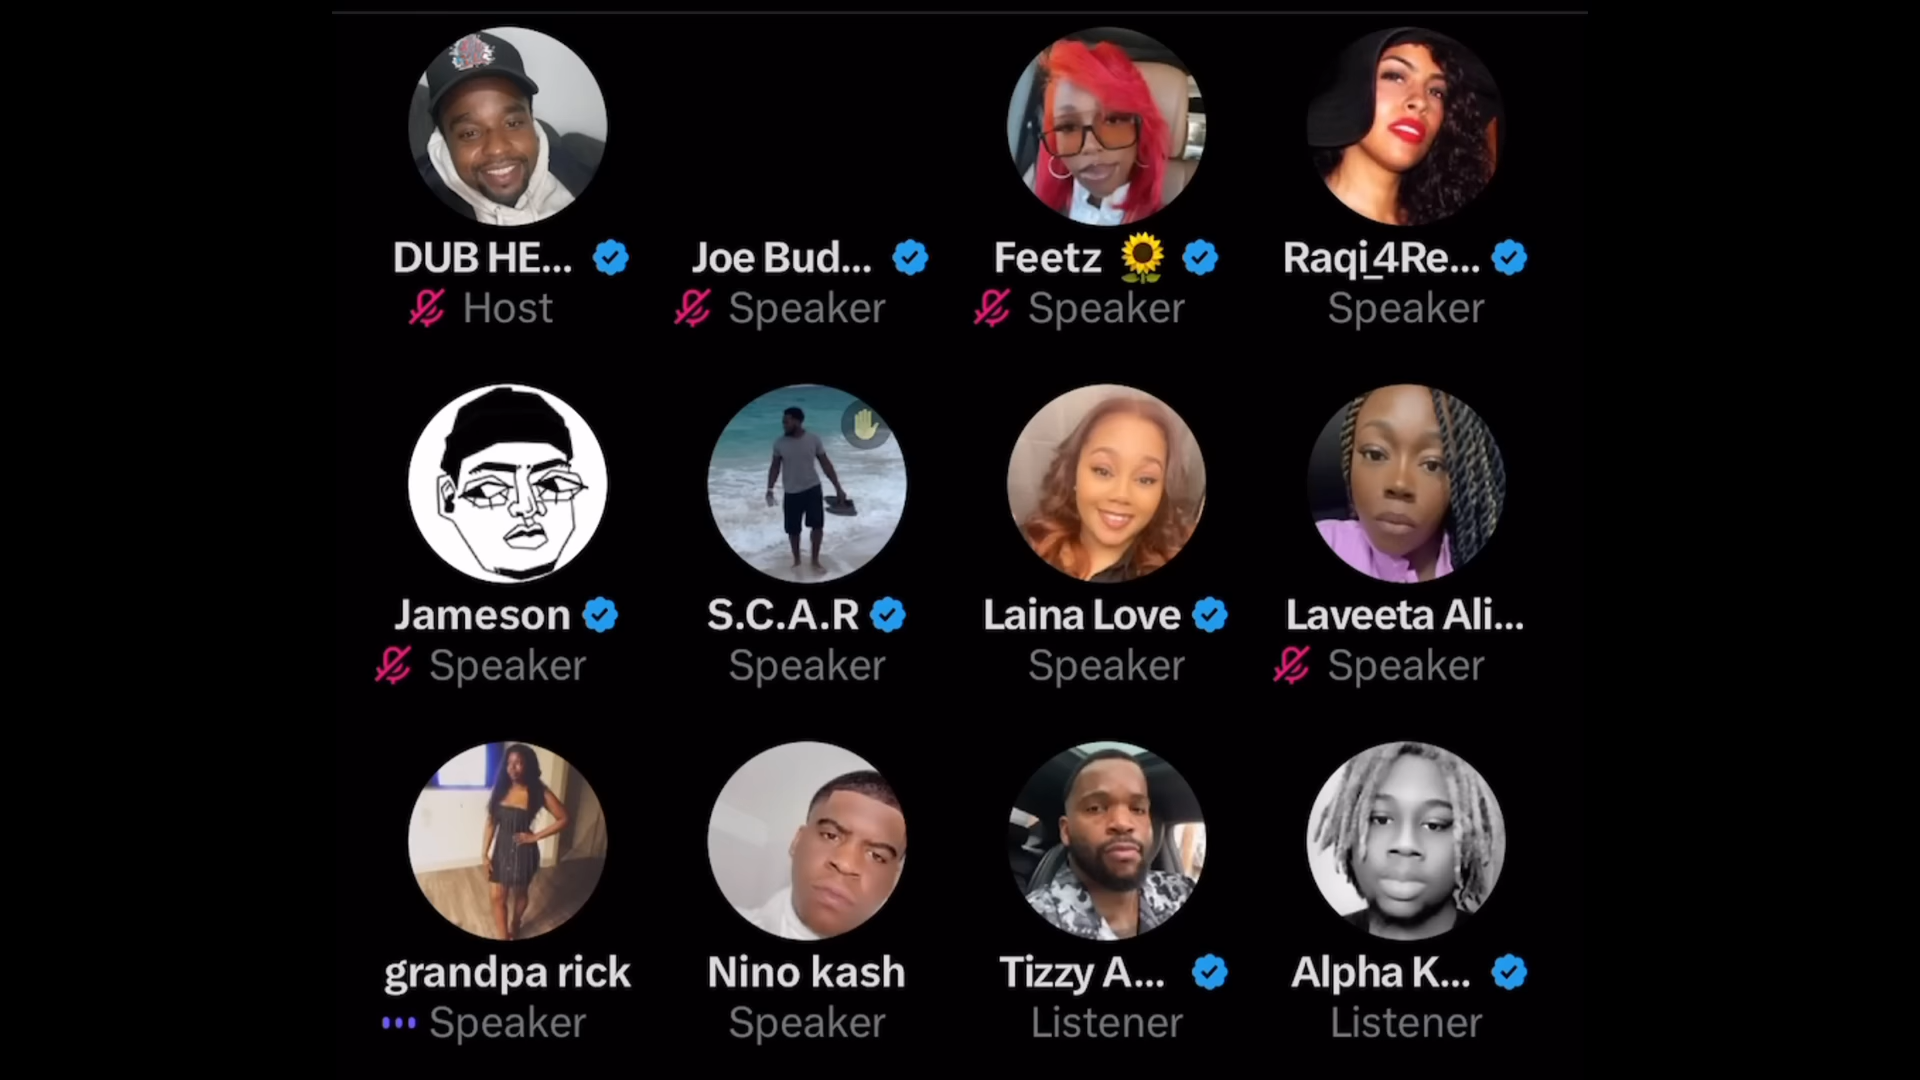 DUB HE... Joe Bud... Feetz 🌻 Raqi_4Re...
Host Speaker Speaker Speaker
Jameson S.C.A.R Laina Love Laveeta Ali...
Speaker Speaker Speaker Speaker
grandpa rick Nino kash Tizzy A... Alpha K...
Speaker Speaker Listener Listener